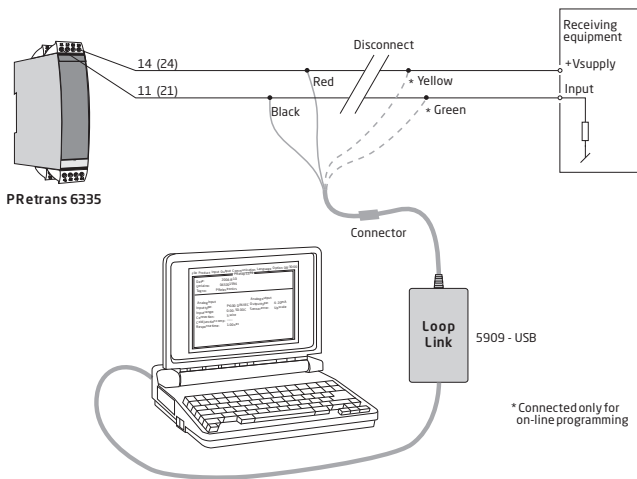 Receiving
equipment
Disconnect
14 (24)
+Vsupply
Red
* Yellow
11 (21)
Input
Black
* Green
PRetrans 6335
Connector
Loop
Link
5909 - USB
* Connected only for
on-line programming